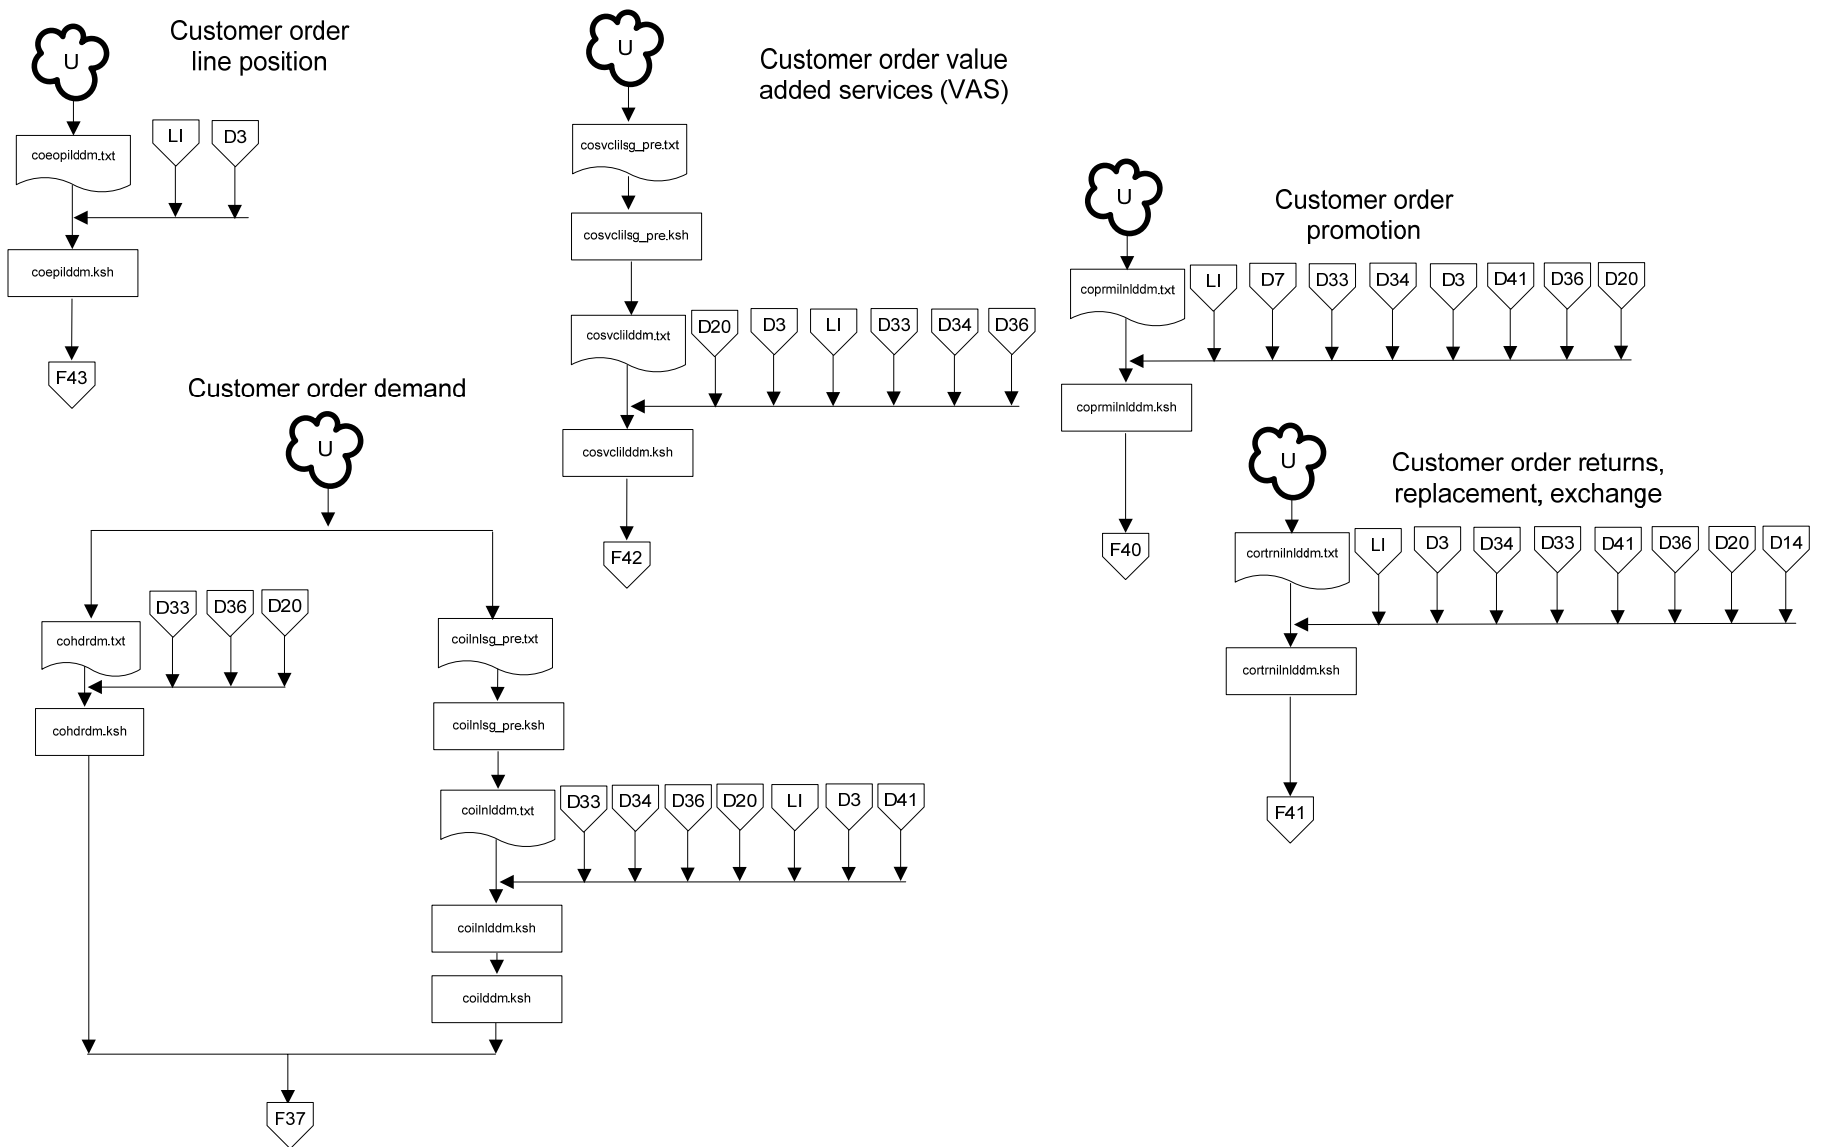 U
Customer order
line position
coeopilddm.txt
LI
D3
coepilddm.ksh
F43
U
Customer order value
added services (VAS)
cosvclilsg_pre.txt
cosvclilsg_pre.ksh
cosvclilddm.txt
D20
D3
LI
D33
D34
D36
cosvclilddm.ksh
F42
U
Customer order
promotion
coprmilnlddm.txt
LI
D7
D33
D34
D3
D41
D36
D20
coprmilnlddm.ksh
F40
U
Customer order returns,
replacement, exchange
cortrnilnlddm.txt
LI
D3
D34
D33
D41
D36
D20
D14
cortrnilnlddm.ksh
F41
Customer order demand
U
cohdrdm.txt
D33
D36
D20
cohdrdm.ksh
coilnlsg_pre.txt
coilnlsg_pre.ksh
coilnlddm.txt
D33
D34
D36
D20
LI
D3
D41
coilnlddm.ksh
coilddm.ksh
F37